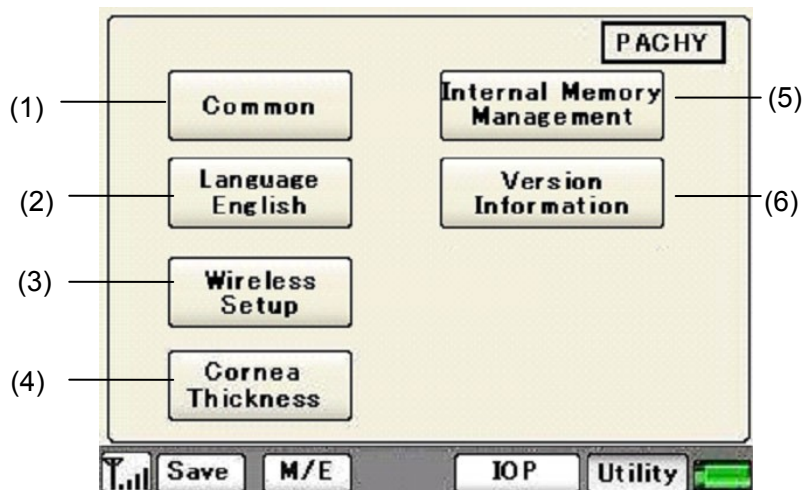 PACHY
(1)
Common
Internal Memory
Management
(5)
(2)
Language
English
Version
Information
(6)
(3)
Wireless
Setup
(4)
Cornea
Thickness
Save
M/E
IOP
Utility